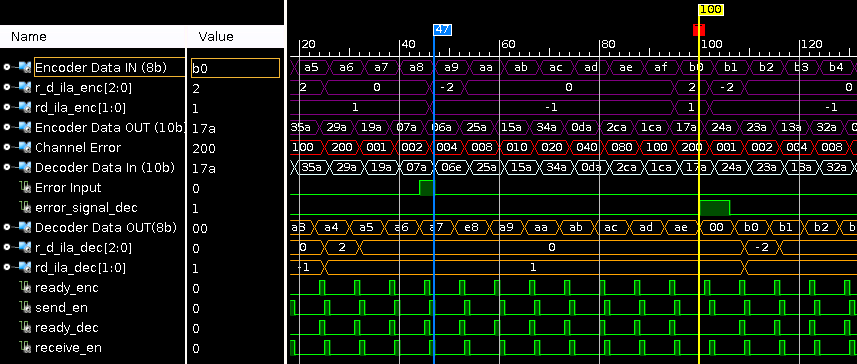 Name Value
100
47
20 40 60 80 100 120
Encoder Data IN (8b) b0 a5 a6 a7 a8 a9 aa ab ac ad ae af b0 b1 b2 b3 b4
r_d_ila_enc[2:0] 2 2 0 -2 0 2 -2 0
rd_ila_enc[1:0] 1 1 -1 1 -1
Encoder Data OUT (10b) 17a 35a 29a 19a 07a 06a 25a 15a 34a 0da 2ca 1ca 17a 24a 23a 13a 32a
Channel Error 200 100 200 001 002 004 008 010 020 040 080 100 200 001 002 004 008
Decoder Data In (10b) 17a 35a 29a 19a 07a 06e 25a 15a 34a 0da 2ca 1ca 17a 24a 23a 13a 32a
Error Input 0
error_signal_dec 1
Decoder Data OUT(8b) 00 a3 a4 a5 a6 a7 e8 a9 aa ab ac ad ae 00 b0 b1 b2
r_d_ila_dec[2:0] 0 0 2 0 -2
rd_ila_dec[1:0] 1 -1 1
ready_enc 0
send_en 0
ready_dec 0
receive_en 0